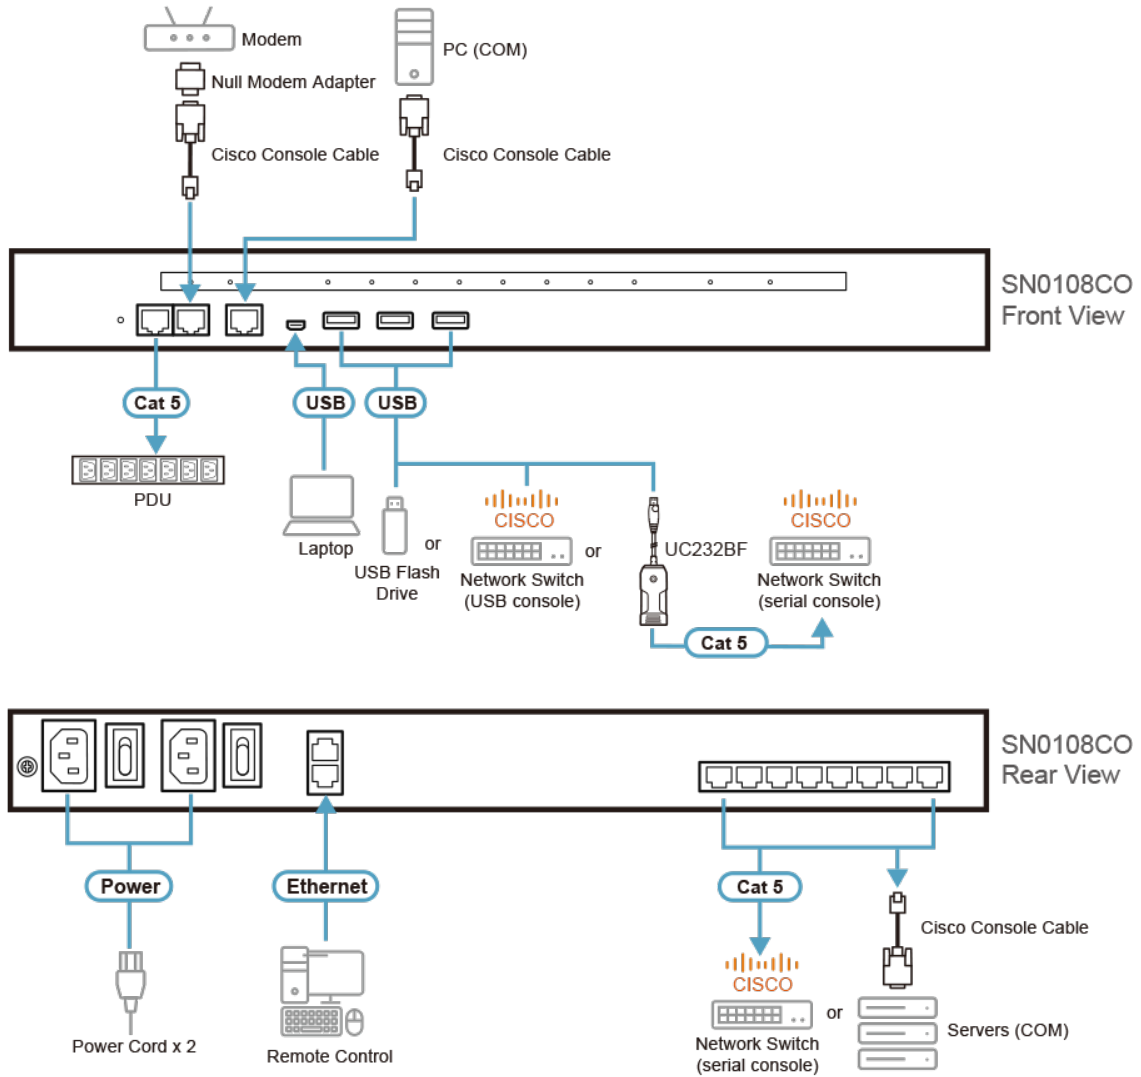 Modem
PC (COM)
Null Modem Adapter
Cisco Console Cable
Cisco Console Cable
SN0108CO
Front View
Cat 5
USB
USB
PDU
Laptop
USB Flash
Drive
or
CISCO
Network Switch
(USB console)
or
UC232BF
CISCO
Network Switch
(serial console)
Cat 5
SN0108CO
Rear View
Power
Ethernet
Cat 5
Cisco Console Cable
Power Cord x 2
Remote Control
CISCO
Network Switch
(serial console)
or
Servers (COM)